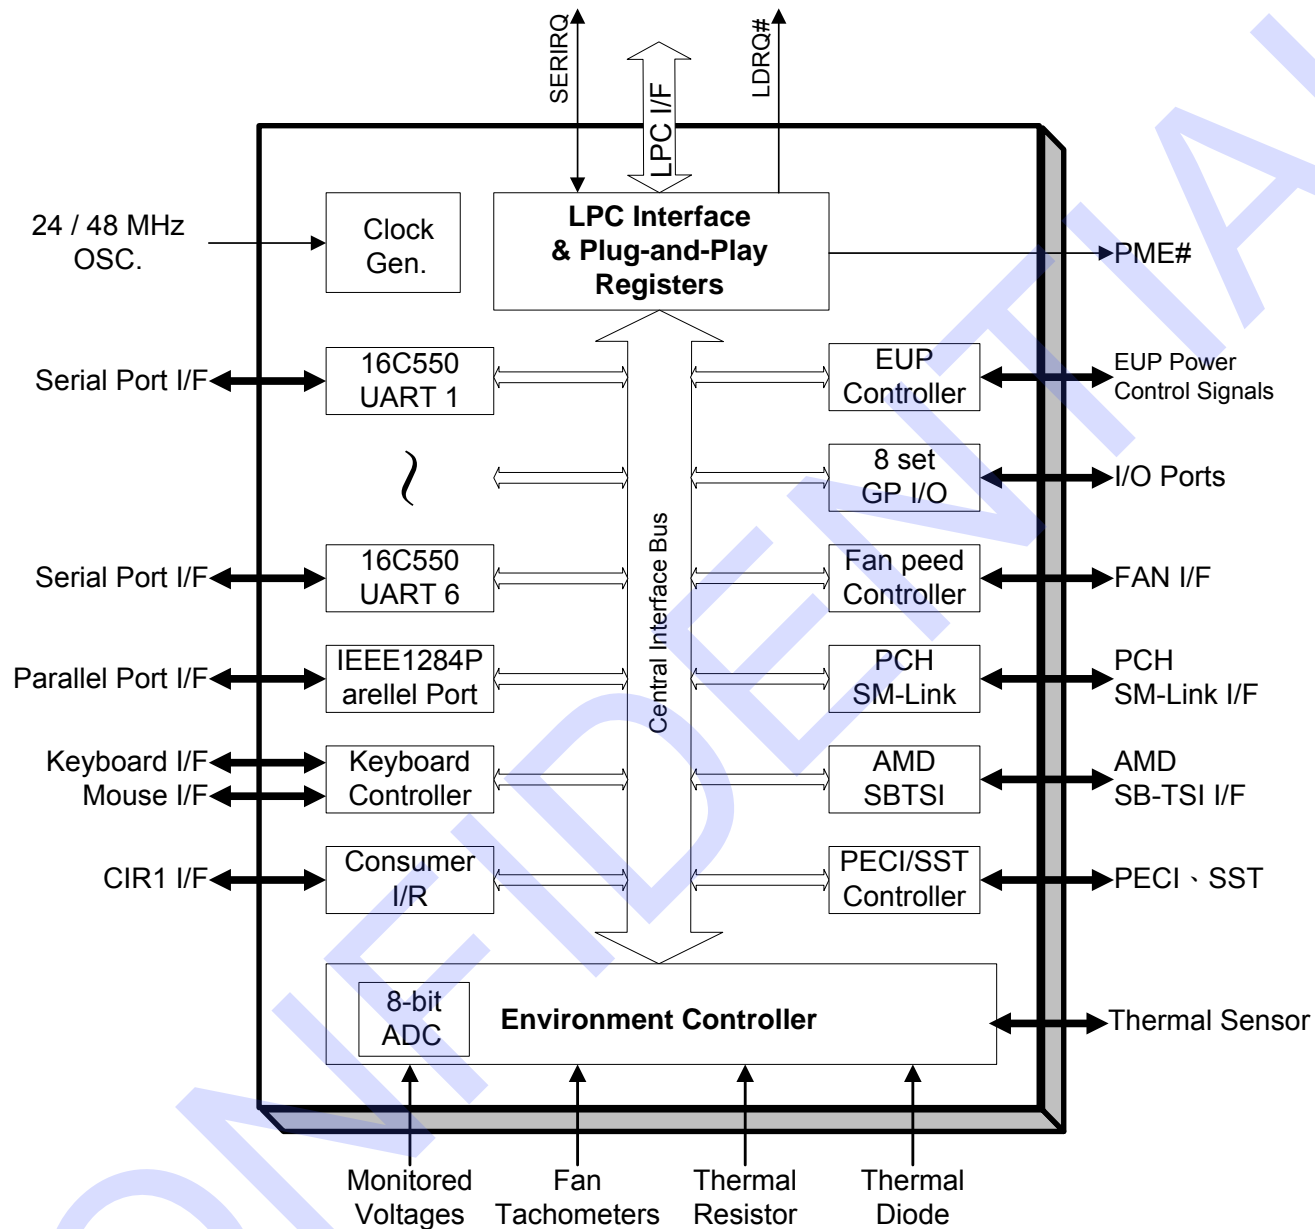 SERIRQ
LPC I/F
LDRQ#
24 / 48 MHz
OSC.
Clock
Gen.
LPC Interface
& Plug-and-Play
Registers
PME#
Serial Port I/F
16C550
UART 1
EUP
Controller
EUP Power
Control Signals
~
8 set
GP I/O
I/O Ports
Central Interface Bus
Serial Port I/F
16C550
UART 6
Fan peed
Controller
FAN I/F
Parallel Port I/F
IEEE1284P
arellel Port
PCH
SM-Link
PCH
SM-Link I/F
Keyboard I/F
Mouse I/F
Keyboard
Controller
AMD
SBTSI
AMD
SB-TSI I/F
CIR1 I/F
Consumer
I/R
PECI/SST
Controller
PECI、SST
8-bit
ADC
Environment Controller
Thermal Sensor
Monitored
Voltages
Fan
Tachometers
Thermal
Resistor
Thermal
Diode
CONFIDENTIAL